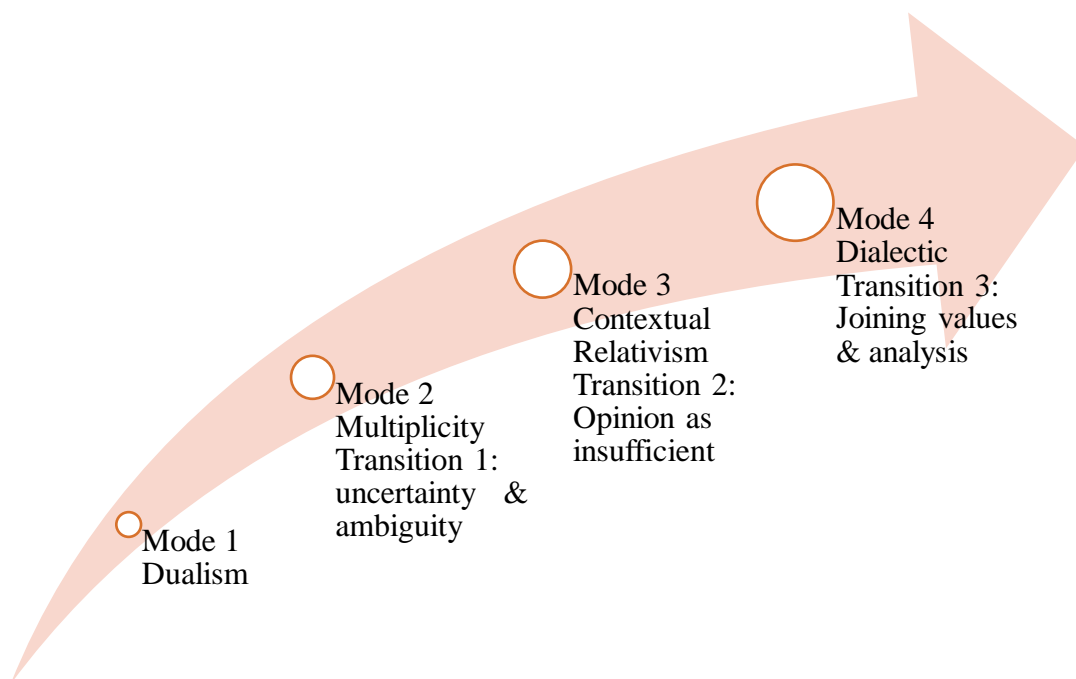 Mode 1
Dualism
Mode 2
Multiplicity
Transition 1:
uncertainty &
ambiguity
Mode 3
Contextual
Relativism
Transition 2:
Opinion as
insufficient
Mode 4
Dialectic
Transition 3:
Joining values
& analysis